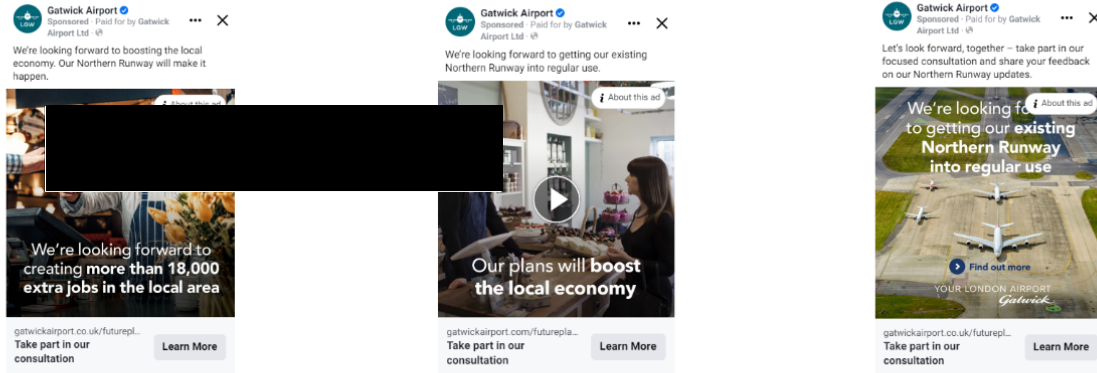 Gatwick Airport
Sponsored · Paid for by Gatwick
Airport Ltd ·
We're looking forward to boosting the local
economy. Our Northern Runway will make it
happen.
i About this ad
We're looking forward to
creating more than 18,000
extra jobs in the local area
gatwickairport.co.uk/futurepl...
Take part in our
consultation
Learn More
LGW
Gatwick Airport
Sponsored · Paid for by Gatwick
Airport Ltd ·
We're looking forward to getting our existing
Northern Runway into regular use.
i About this ad
Our plans will boost
the local economy
gatwickairport.com/futurepla...
Take part in our
consultation
Learn More
LGW
Gatwick Airport
Sponsored · Paid for by Gatwick
Airport Ltd ·
Let's look forward, together – take part in our
focused consultation and share your feedback
on our Northern Runway updates.
i About this ad
We're looking fo
to getting our existing
Northern Runway
into regular use
Find out more
YOUR LONDON AIRPORT
Gatwick
gatwickairport.co.uk/futurepl...
Take part in our
consultation
Learn More
LGW